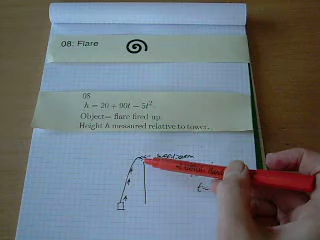 08: Flare
08
h = 20 + 90t − 5t².
Object= flare fired up.
Height h measured relative to tower.
t=